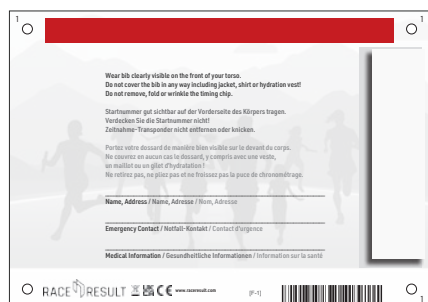 1
1
Wear bib clearly visible on the front of your torso.
Do not cover the bib in any way including jacket, shirt or hydration vest!
Do not remove, fold or wrinkle the timing chip.
Startnummer gut sichtbar auf der Vorderseite des Körpers tragen.
Verdecken Sie die Startnummer nicht!
Zeitnahme-Transponder nicht entfernen oder knicken.
Portez votre dossard de manière bien visible sur le devant du corps.
Ne couvrez en aucun cas le dossard, y compris avec une veste,
un maillot ou un gilet d'hydratation !
Ne retirez pas, ne pliez pas et ne froissez pas la puce de chronométrage.
Name, Address / Name, Adresse / Nom, Adresse
Emergency Contact / Notfall-Kontakt / Contact d'urgence
Medical Information / Gesundheitliche Informationen / Information sur la santé
RACE RESULT UK CA CE www.raceresult.com [F-1]
1